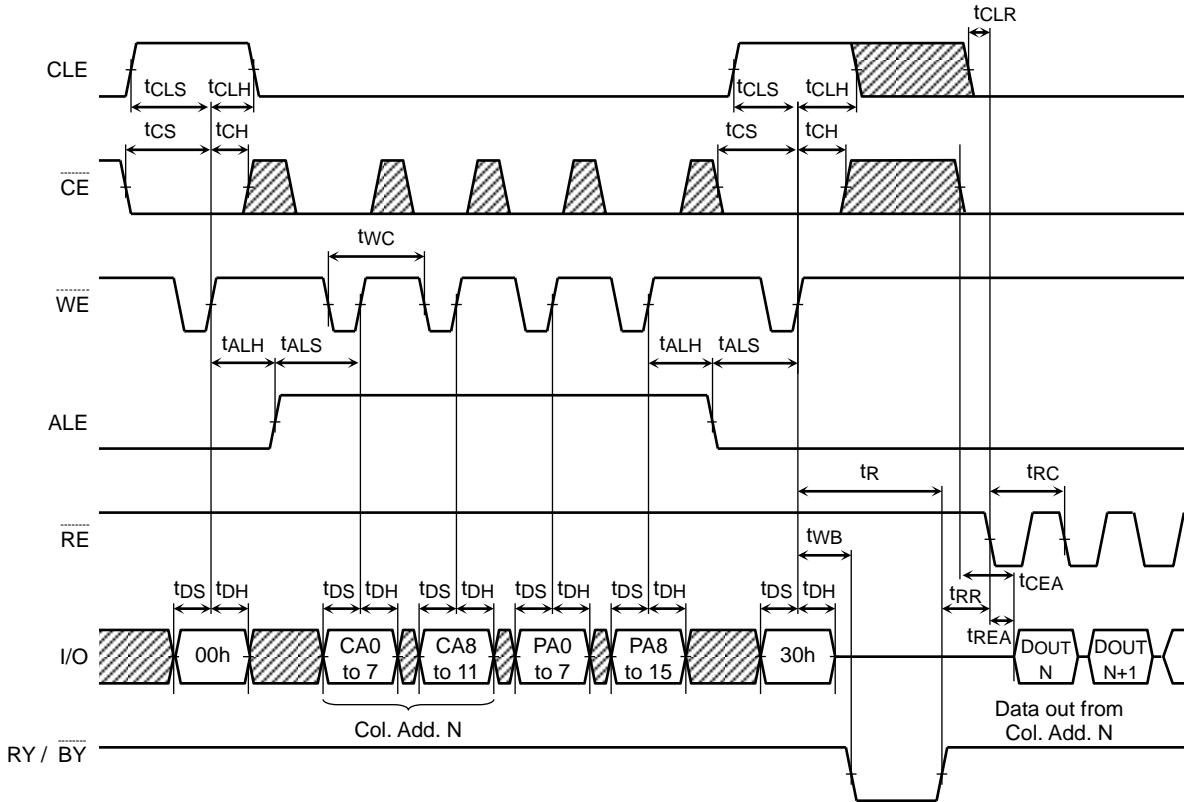 tCLR
CLE
tCLS tCLH tCLS tCLH
tCS tCH tCS tCH
CE
tWC
WE
tALH tALS tALH tALS
ALE
tR tRC
RE
tWB
tCEA
tDS tDH tDS tDH tDS tDH tDS tDH tDS tDH tDS tDH tRR
tREA
I/O 00h CA0 to 7 CA8 to 11 PA0 to 7 PA8 to 15 30h DOUT N DOUT N+1
Col. Add. N
Data out from
Col. Add. N
RY / BY